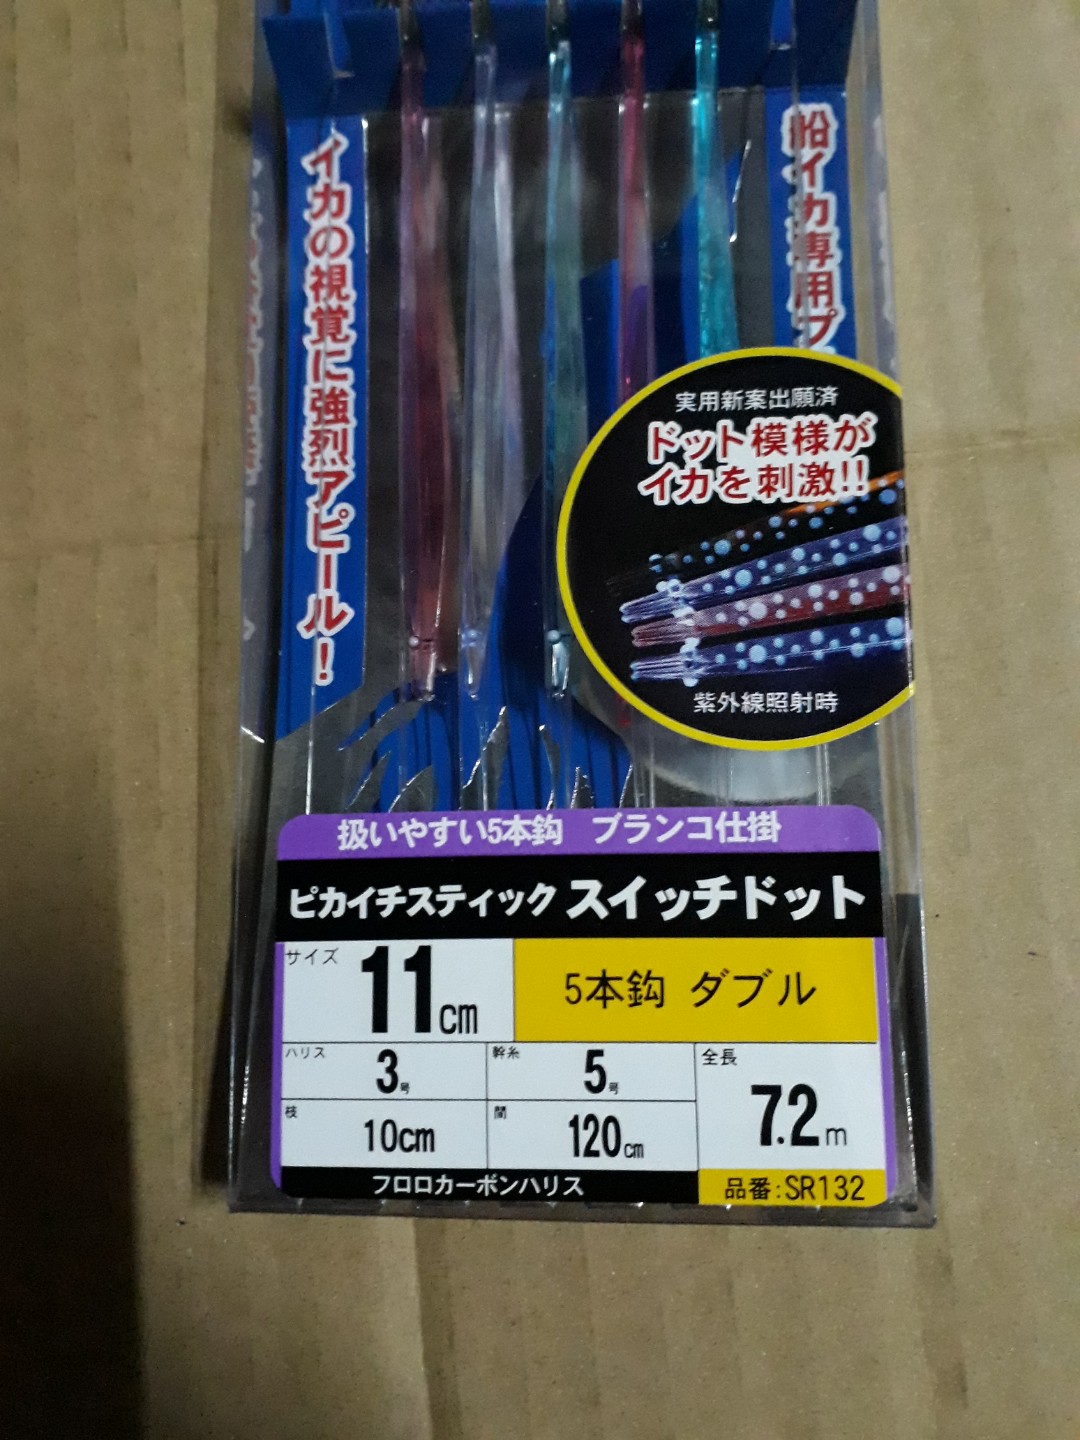 イカの視覚に強烈アピール!
船イカ専用プ
実用新案出願済
ドット模様が
イカを刺激!!
紫外線照射時
扱いやすい5本鈎 ブランコ仕掛
ピカイチスティック スイッチドット
サイズ 11cm
5本鈎 ダブル
ハリス 3号
幹糸 5号
全長 7.2m
枝 10cm
間 120cm
フロロカーボンハリス
品番:SR132